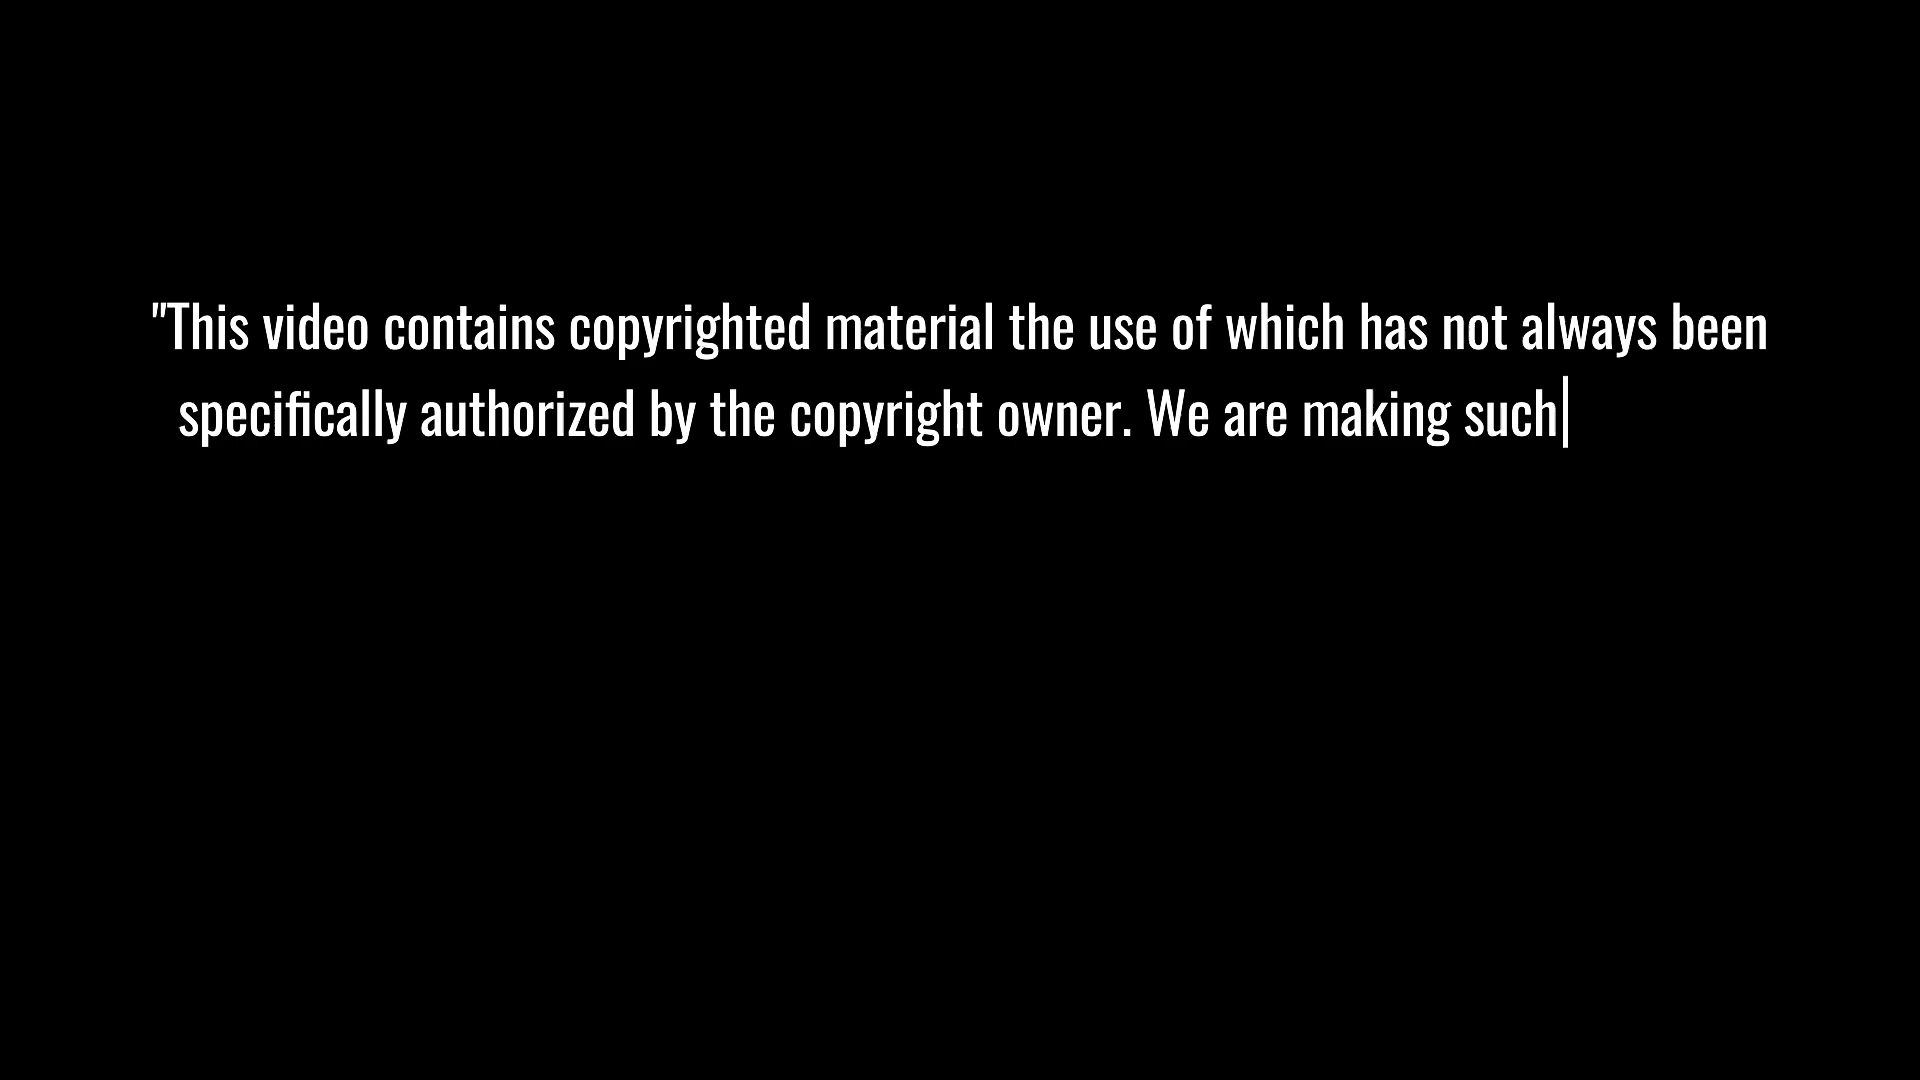 "This video contains copyrighted material the use of which has not always been
specifically authorized by the copyright owner. We are making such